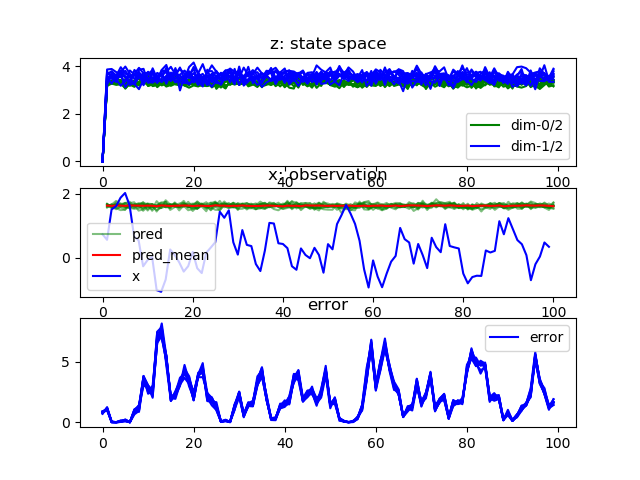 z: state space
4
2
0
dim-0/2
dim-1/2
0 20 40 60 80 100
x: observation
2
0
pred
pred_mean
x
0 20 40 60 80 100
error
5
0
error
0 20 40 60 80 100